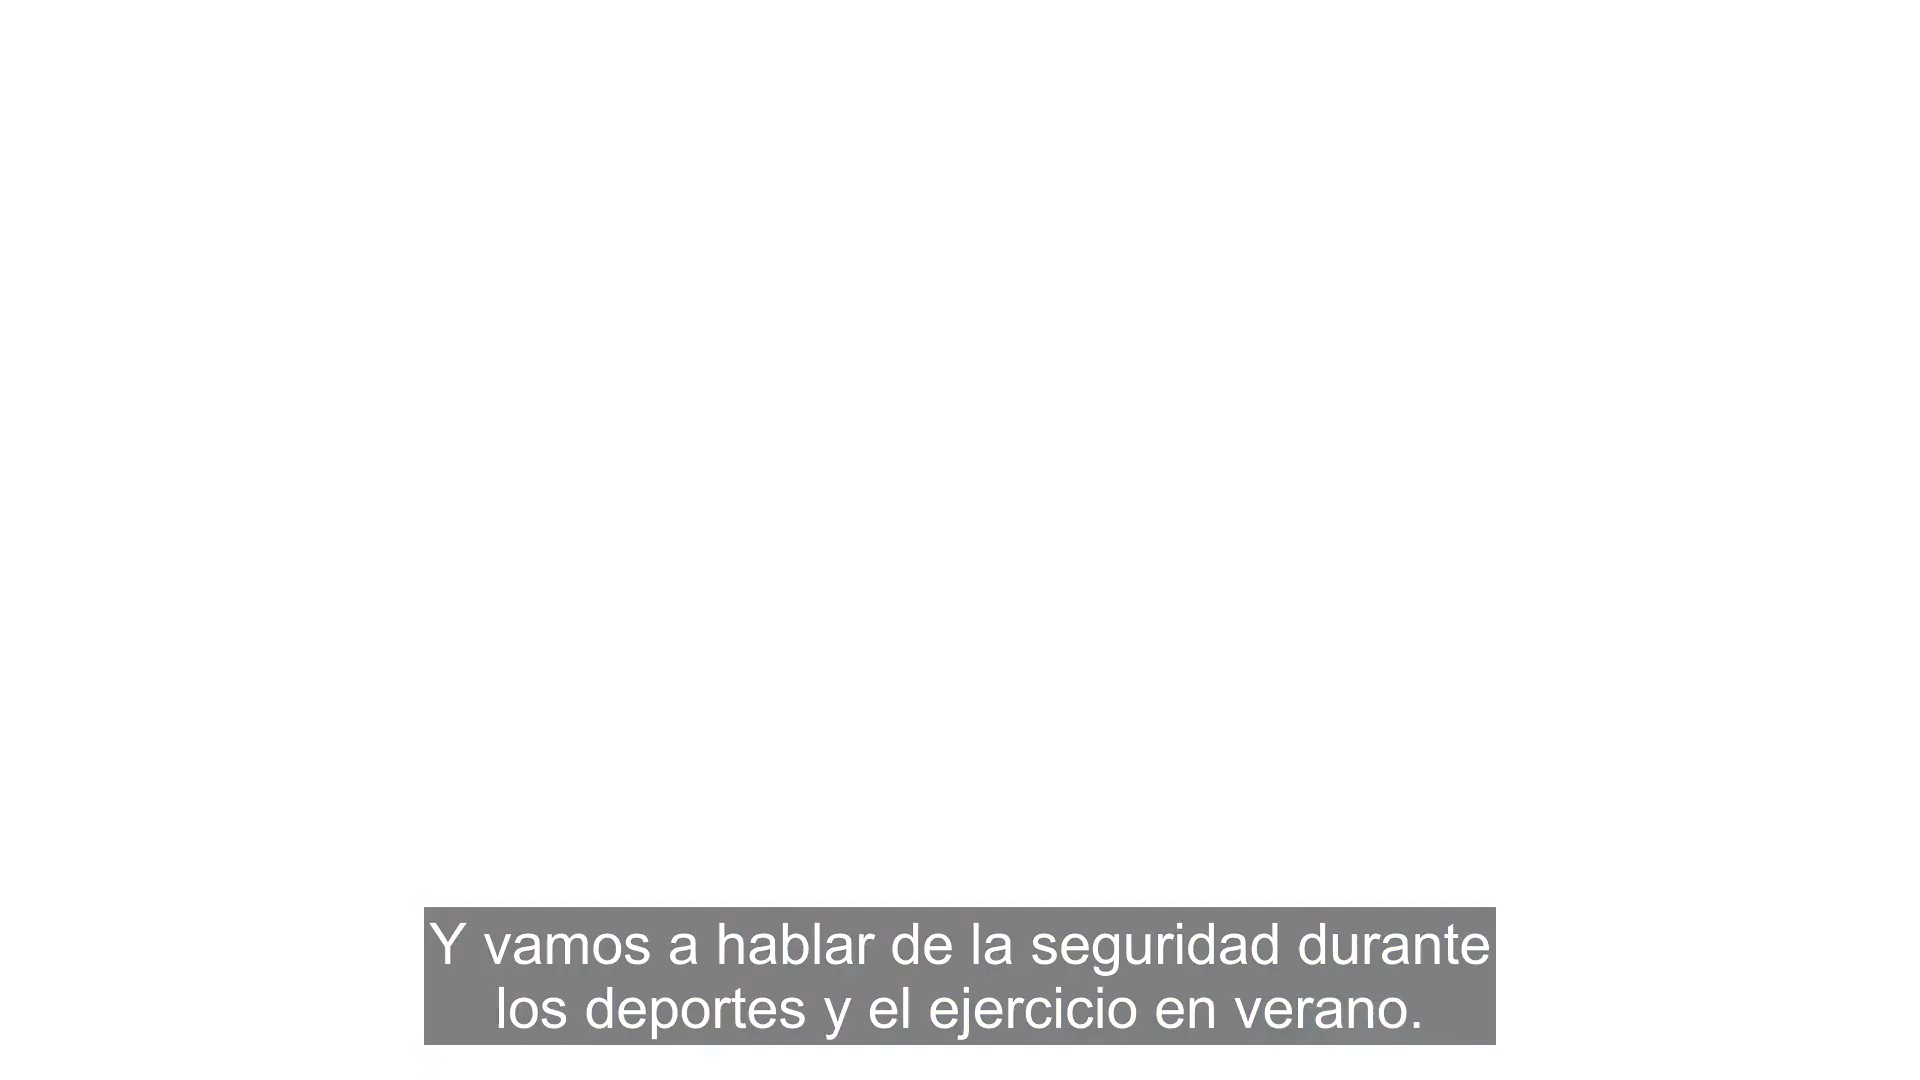 Y vamos a hablar de la seguridad durante
los deportes y el ejercicio en verano.